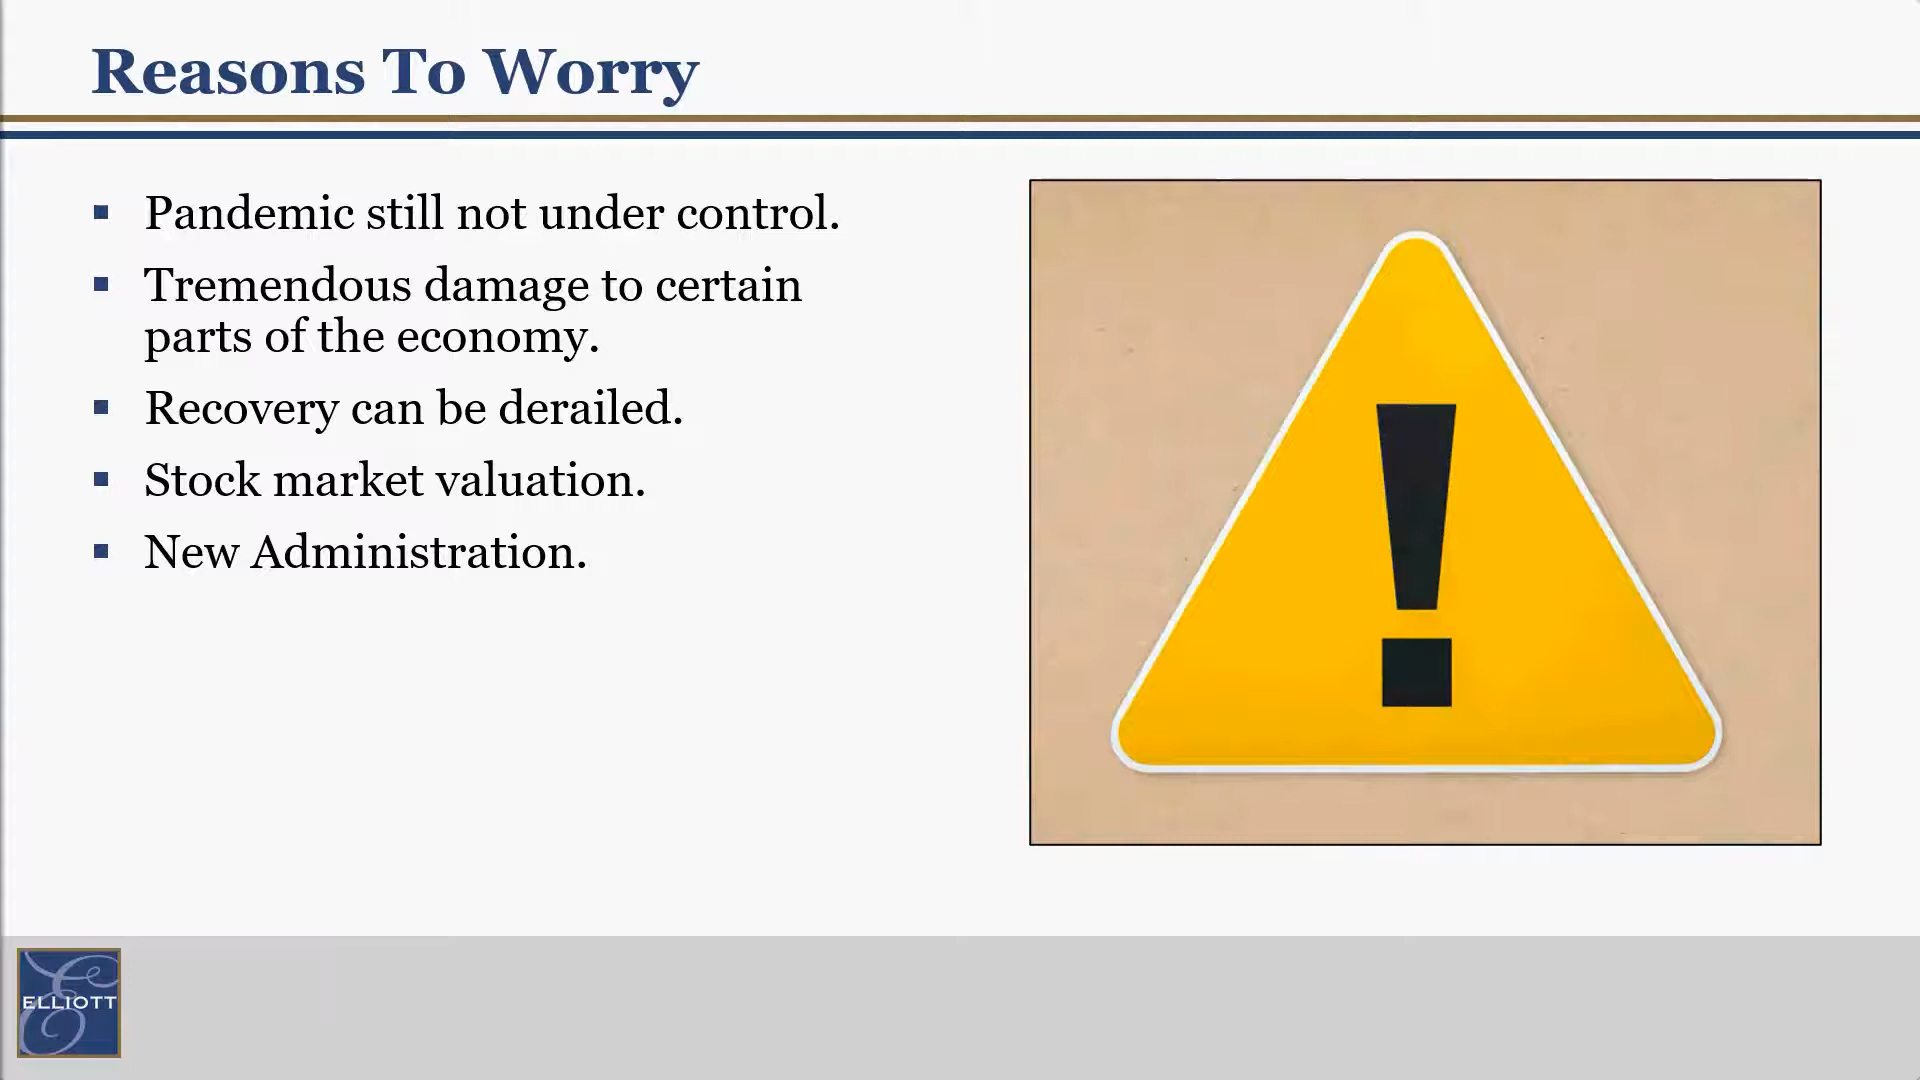 Reasons To Worry
Pandemic still not under control.
Tremendous damage to certain
parts of the economy.
Recovery can be derailed.
Stock market valuation.
New Administration.
!
ELLIOTT